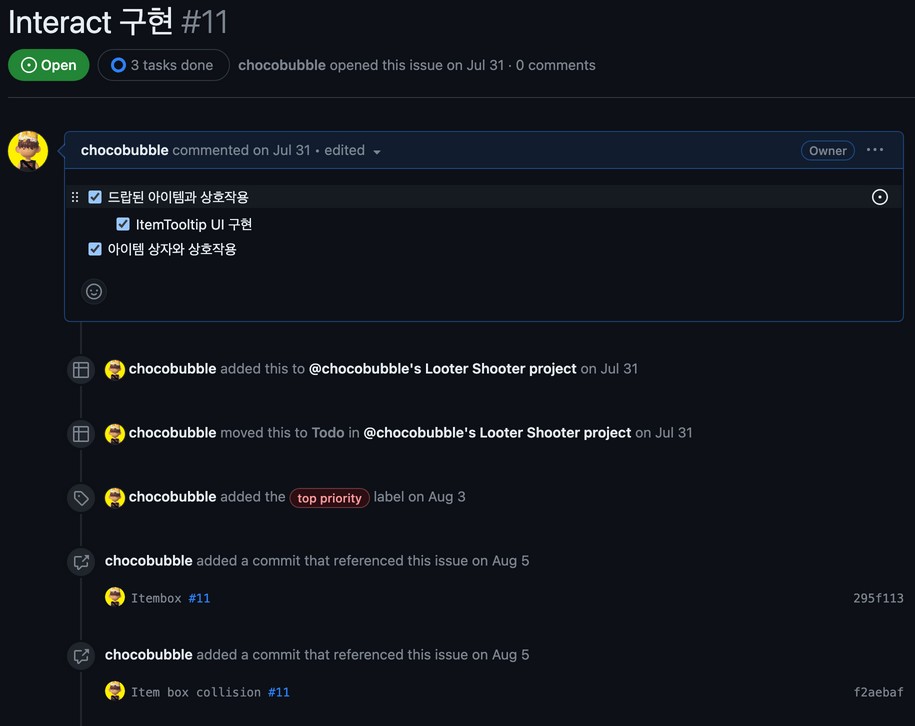 Interact 구현 #11
Open 3 tasks done chocobubble opened this issue on Jul 31 · 0 comments
chocobubble commented on Jul 31 • edited Owner
드랍된 아이템과 상호작용
ItemTooltip UI 구현
아이템 상자와 상호작용
chocobubble added this to @chocobubble's Looter Shooter project on Jul 31
chocobubble moved this to Todo in @chocobubble's Looter Shooter project on Jul 31
chocobubble added the top priority label on Aug 3
chocobubble added a commit that referenced this issue on Aug 5
Itembox #11 295f113
chocobubble added a commit that referenced this issue on Aug 5
Item box collision #11 f2aebaf